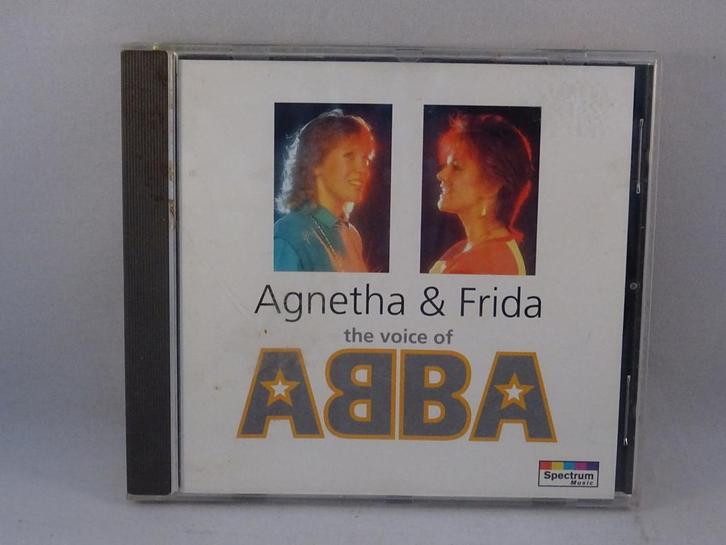 Agnetha & Frida
the voice of
ABBA
Spectrum
Music